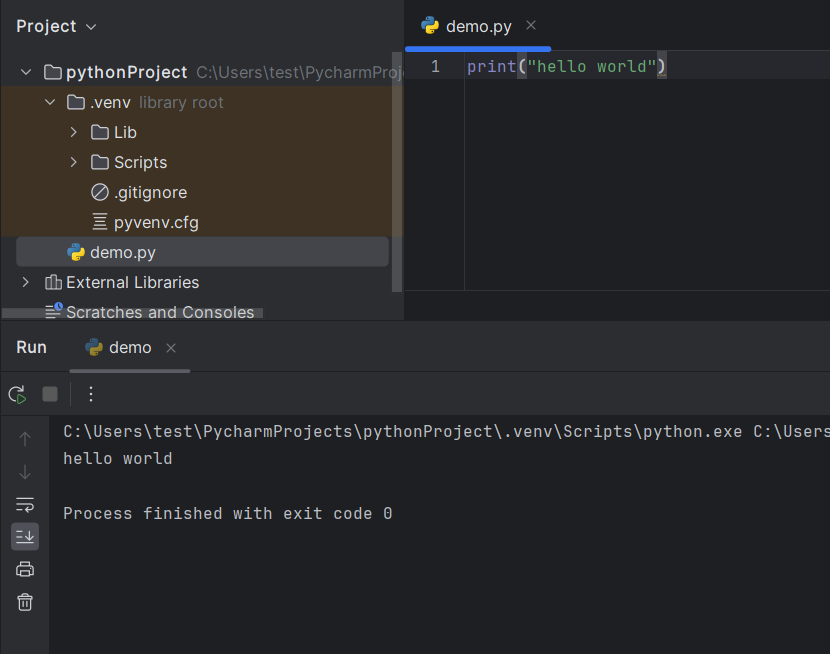 Project
pythonProject C:\Users\test\PycharmProj
.venv library root
Lib
Scripts
.gitignore
pyvenv.cfg
demo.py
External Libraries
Scratches and Consoles
demo.py
1 print("hello world")
Run demo
C:\Users\test\PycharmProjects\pythonProject\.venv\Scripts\python.exe C:\Users
hello world
Process finished with exit code 0